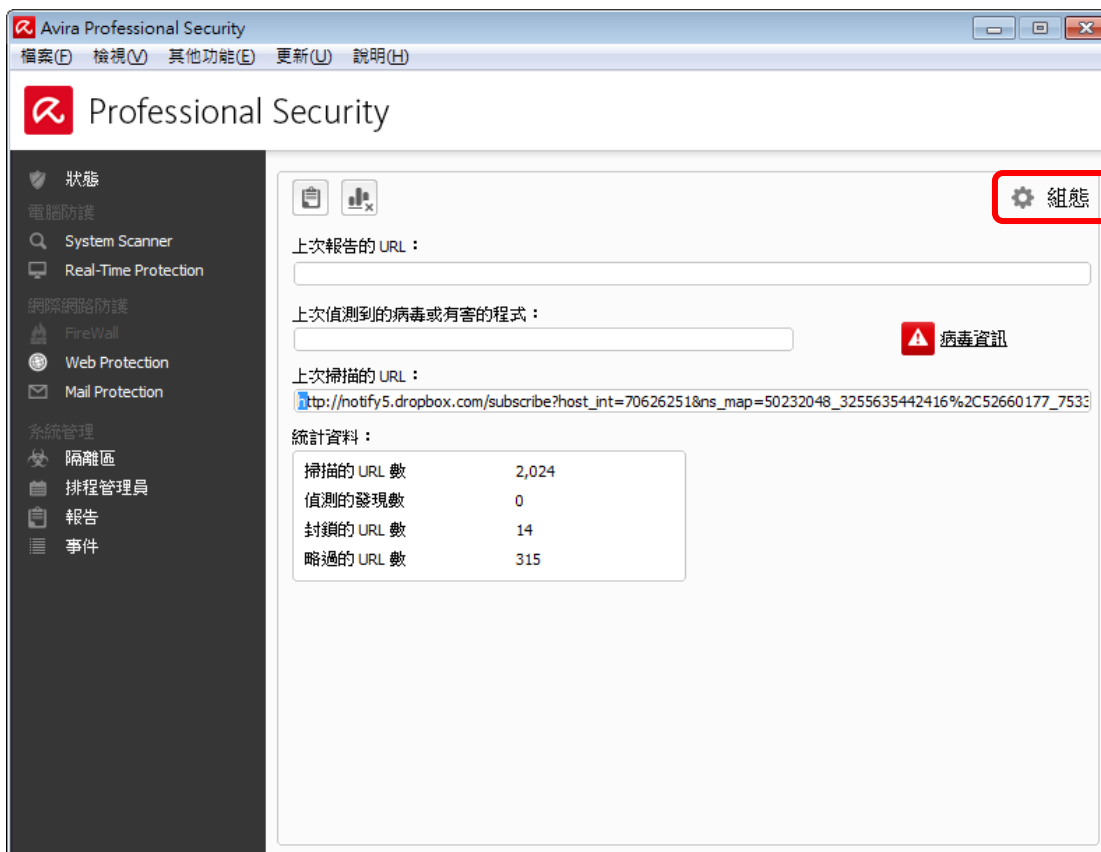 Avira Professional Security
檔案(F) 檢視(V) 其他功能(E) 更新(U) 說明(H)
Professional Security
狀態
電腦防護
System Scanner
Real-Time Protection
網際網路防護
FireWall
Web Protection
Mail Protection
系統管理
隔離區
排程管理員
報告
事件
組態
上次報告的 URL：
上次偵測到的病毒或有害的程式：
病毒資訊
上次掃描的 URL：
http://notify5.dropbox.com/subscribe?host_int=70626251&ns_map=50232048_3255635442416%2C52660177_7533
統計資料：
掃描的 URL 數 2,024
偵測的發現數 0
封鎖的 URL 數 14
略過的 URL 數 315